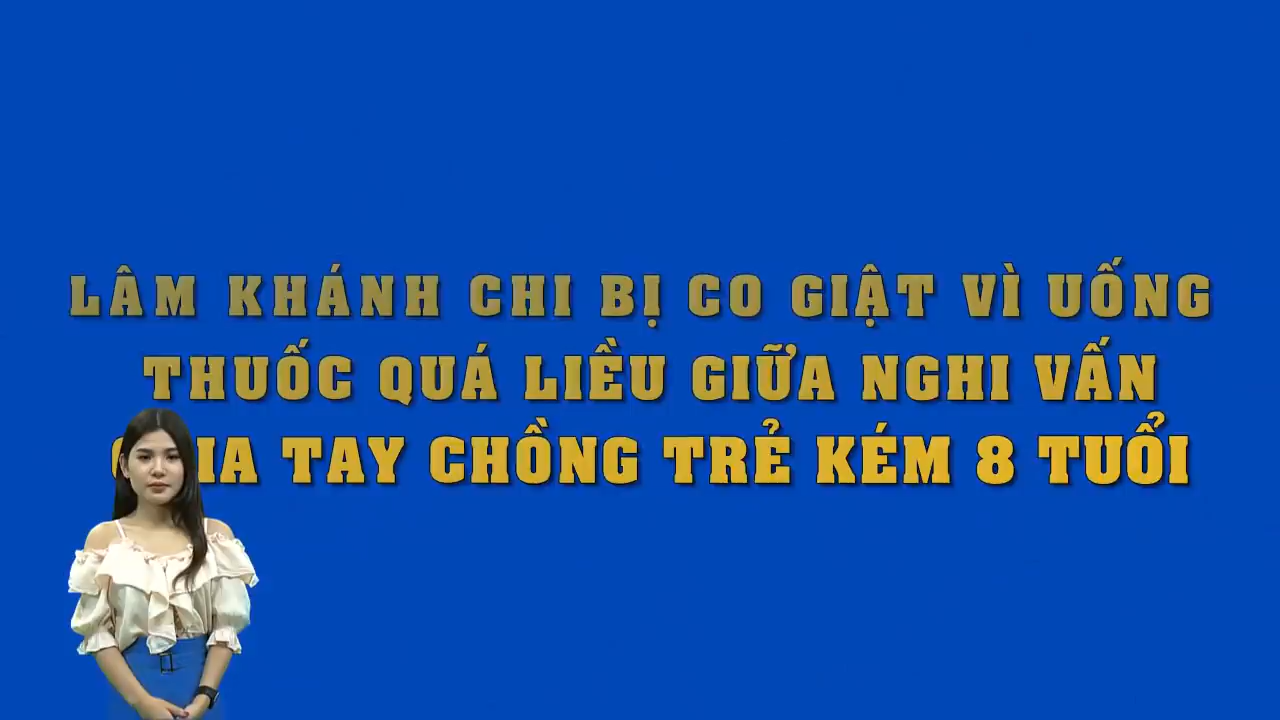 LÂM KHÁNH CHI BỊ CO GIẬT VÌ UỐNG
THUỐC QUÁ LIỀU GIỮA NGHI VẤN
CHIA TAY CHỒNG TRẺ KÉM 8 TUỔI